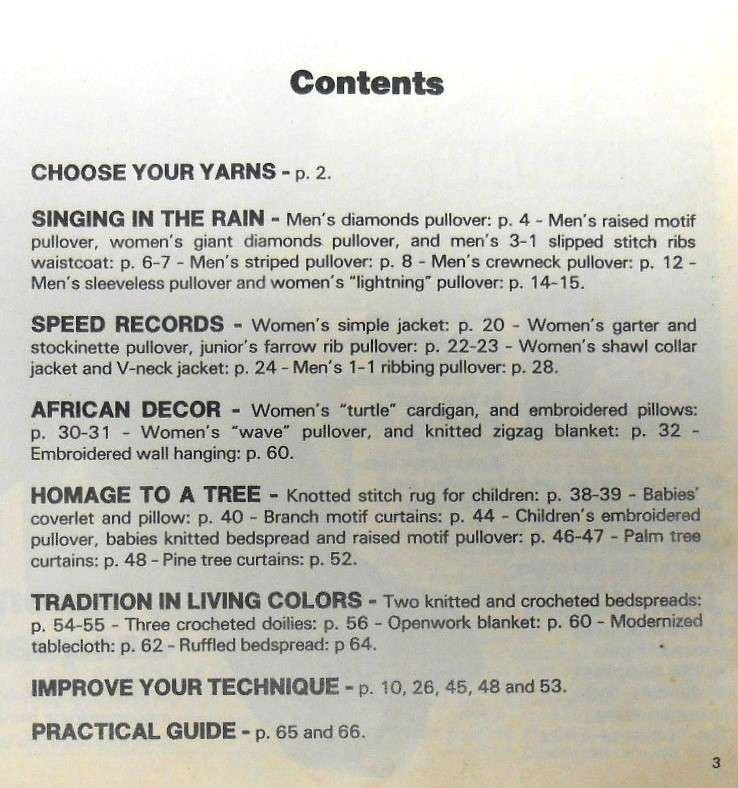 Contents
CHOOSE YOUR YARNS - p. 2.
SINGING IN THE RAIN - Men's diamonds pullover: p. 4 - Men's raised motif
pullover, women's giant diamonds pullover, and men's 3-1 slipped stitch ribs
waistcoat: p. 6-7 - Men's striped pullover: p. 8 - Men's crewneck pullover: p. 12 -
Men's sleeveless pullover and women's "lightning" pullover: p. 14-15.
SPEED RECORDS - Women's simple jacket: p. 20 - Women's garter and
stockinette pullover, junior's farrow rib pullover: p. 22-23 - Women's shawl collar
jacket and V-neck jacket: p. 24 - Men's 1-1 ribbing pullover: p. 28.
AFRICAN DECOR - Women's "turtle" cardigan, and embroidered pillows:
p. 30-31 - Women's "wave" pullover, and knitted zigzag blanket: p. 32 -
Embroidered wall hanging: p. 60.
HOMAGE TO A TREE - Knotted stitch rug for children: p. 38-39 - Babies'
coverlet and pillow: p. 40 - Branch motif curtains: p. 44 - Children's embroidered
pullover, babies knitted bedspread and raised motif pullover: p. 46-47 - Palm tree
curtains: p. 48 - Pine tree curtains: p. 52.
TRADITION IN LIVING COLORS - Two knitted and crocheted bedspreads:
p. 54-55 - Three crocheted doilies: p. 56 - Openwork blanket: p. 60 - Modernized
tablecloth: p. 62 - Ruffled bedspread: p 64.
IMPROVE YOUR TECHNIQUE - p. 10, 26, 45, 48 and 53.
PRACTICAL GUIDE - p. 65 and 66.
3